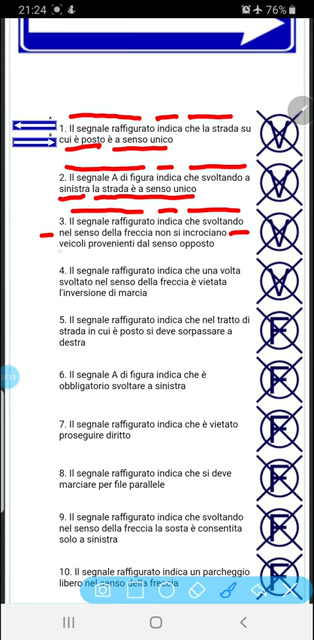 21:24
76%
1. Il segnale raffigurato indica che la strada su
cui è posto è a senso unico
V
2. Il segnale A di figura indica che svoltando a
sinistra la strada è a senso unico
V
3. Il segnale raffigurato indica che svoltando
nel senso della freccia non si incrociano
veicoli provenienti dal senso opposto
V
4. Il segnale raffigurato indica che una volta
svoltato nel senso della freccia è vietata
l'inversione di marcia
V
5. Il segnale raffigurato indica che nel tratto di
strada in cui è posto si deve sorpassare a
destra
F
6. Il segnale A di figura indica che è
obbligatorio svoltare a sinistra
F
7. Il segnale raffigurato indica che è vietato
proseguire diritto
F
8. Il segnale raffigurato indica che si deve
marciare per file parallele
F
9. Il segnale raffigurato indica che svoltando
nel senso della freccia la sosta è consentita
solo a sinistra
F
10. Il segnale raffigurato indica un parcheggio
libero nel senso della freccia
F